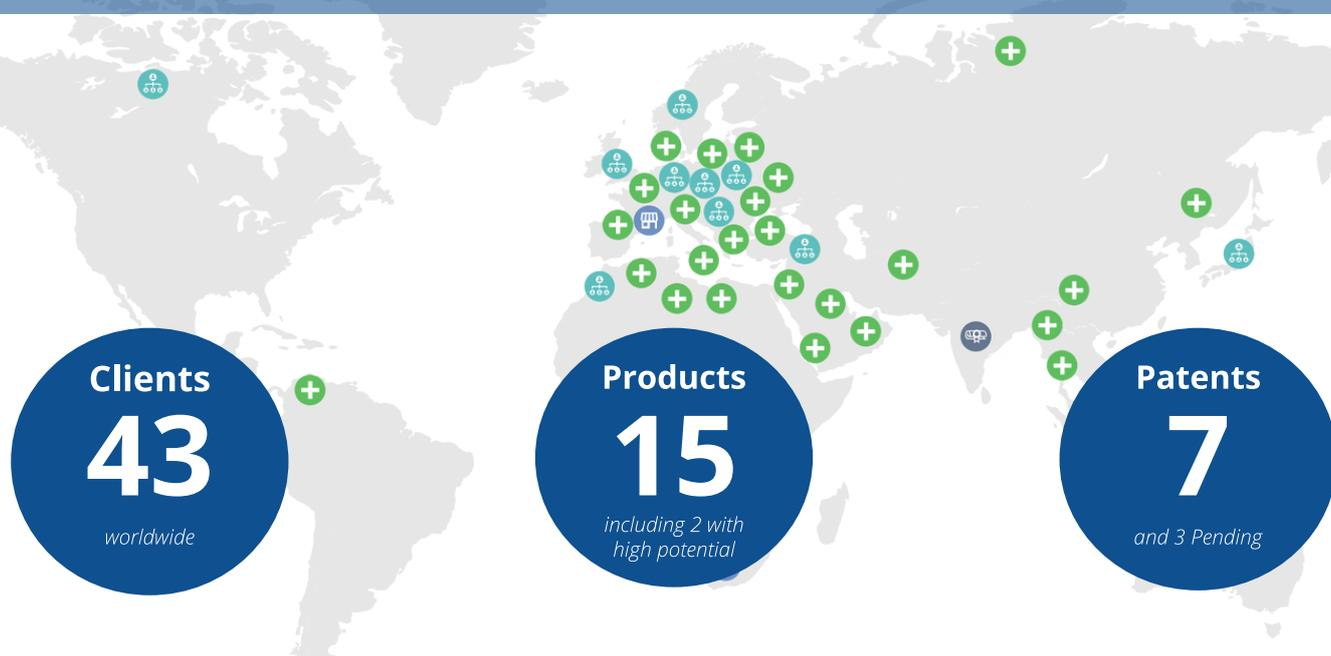 Clients
43
worldwide
Products
15
including 2 with
high potential
Patents
7
and 3 Pending